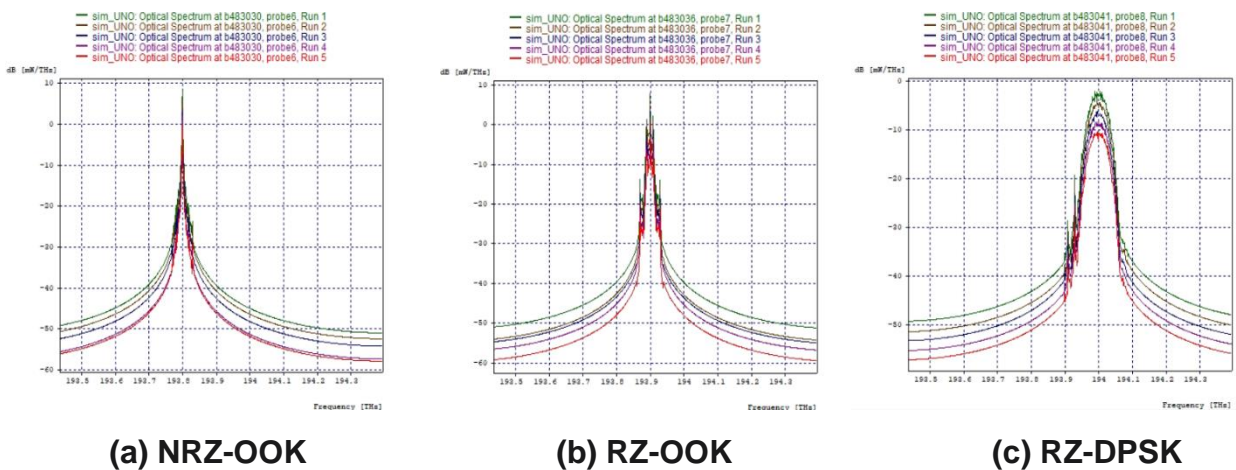 sim_UNO: Optical Spectrum at b483030, probe6, Run 1
sim_UNO: Optical Spectrum at b483030, probe6, Run 2
sim_UNO: Optical Spectrum at b483030, probe6, Run 3
sim_UNO: Optical Spectrum at b483030, probe6, Run 4
sim_UNO: Optical Spectrum at b483030, probe6, Run 5
dB [mW/THz]
10
0
-10
-20
-30
-40
-50
-60
193.5 193.6 193.7 193.8 193.9 194 194.1 194.2 194.3
Frequency [THz]
(a) NRZ-OOK
sim_UNO: Optical Spectrum at b483036, probe7, Run 1
sim_UNO: Optical Spectrum at b483036, probe7, Run 2
sim_UNO: Optical Spectrum at b483036, probe7, Run 3
sim_UNO: Optical Spectrum at b483036, probe7, Run 4
sim_UNO: Optical Spectrum at b483036, probe7, Run 5
dB [mW/THz]
10
0
-10
-20
-30
-40
-50
-60
193.5 193.6 193.7 193.8 193.9 194 194.1 194.2 194.3
Frequency [THz]
(b) RZ-OOK
sim_UNO: Optical Spectrum at b483041, probe8, Run 1
sim_UNO: Optical Spectrum at b483041, probe8, Run 2
sim_UNO: Optical Spectrum at b483041, probe8, Run 3
sim_UNO: Optical Spectrum at b483041, probe8, Run 4
sim_UNO: Optical Spectrum at b483041, probe8, Run 5
dB [mW/THz]
0
-10
-20
-30
-40
-50
193.5 193.6 193.7 193.8 193.9 194 194.1 194.2 194.3
Frequency [THz]
(c) RZ-DPSK